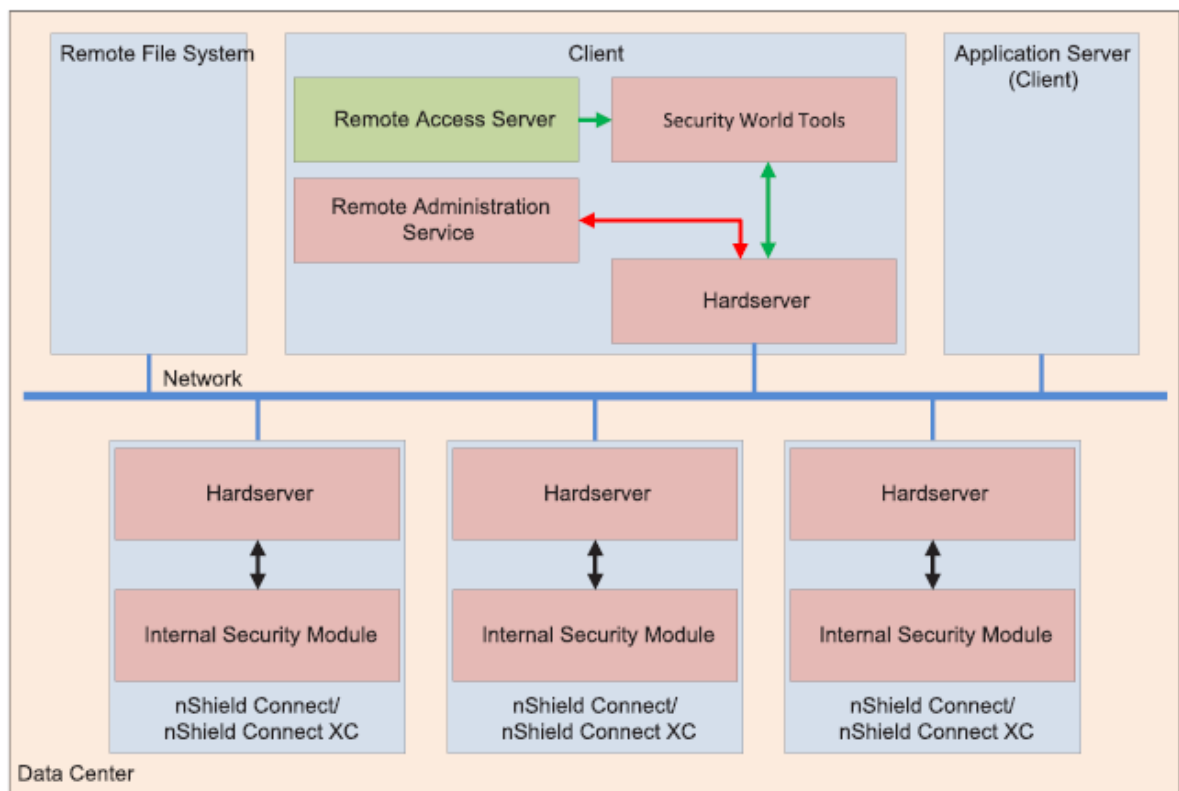 Remote File System
Client
Application Server
(Client)
Remote Access Server
Security World Tools
Remote Administration
Service
Hardserver
Network
Hardserver
Hardserver
Hardserver
Internal Security Module
Internal Security Module
Internal Security Module
nShield Connect/
nShield Connect XC
nShield Connect/
nShield Connect XC
nShield Connect/
nShield Connect XC
Data Center